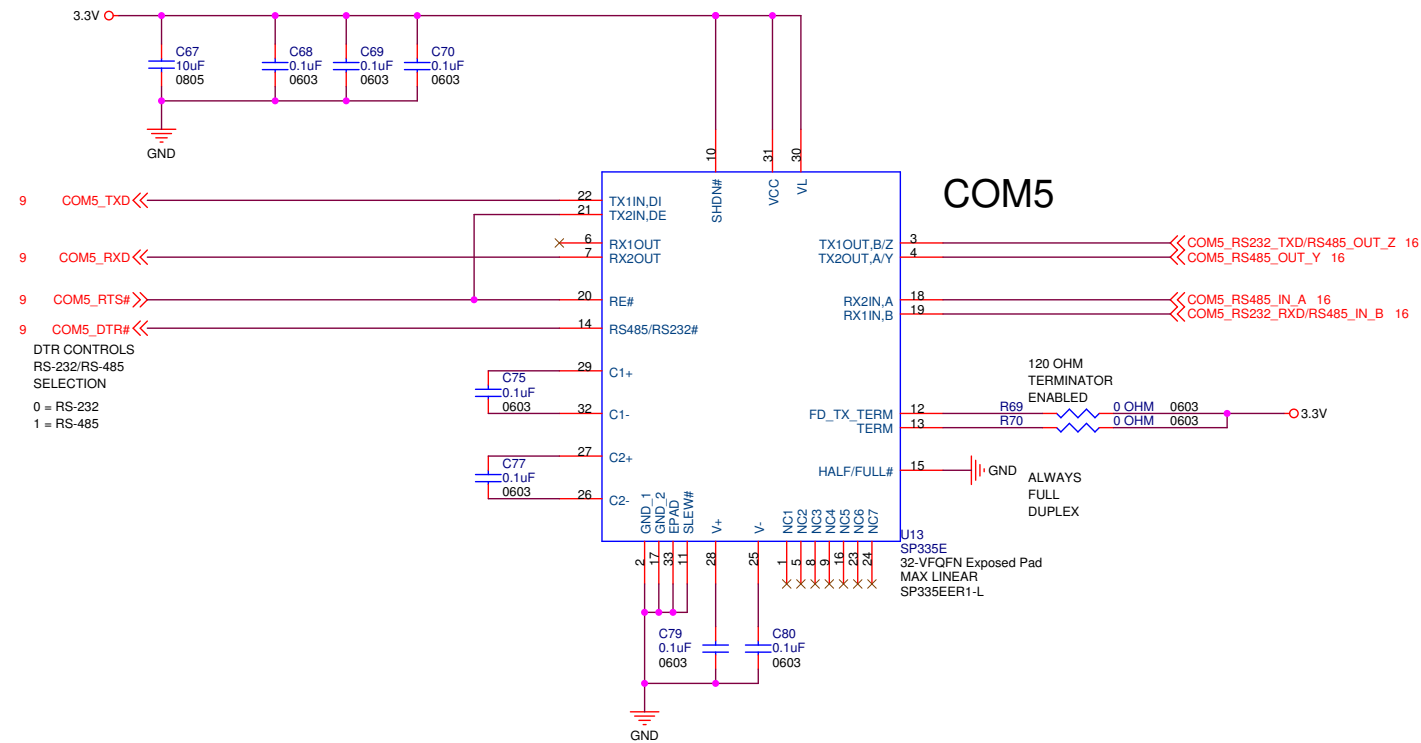 3.3V
C67
10uF
0805
C68
0.1uF
0603
C69
0.1uF
0603
C70
0.1uF
0603
GND
10
31
30
SHDN#
VCC
VL
COM5
9 COM5_TXD
22 TX1IN,DI
21 TX2IN,DE
6 RX1OUT
9 COM5_RXD
7 RX2OUT
9 COM5_RTS#
20 RE#
9 COM5_DTR#
14 RS485/RS232#
DTR CONTROLS
RS-232/RS-485
SELECTION
0 = RS-232
1 = RS-485
29 C1+
C75
0.1uF
0603
32 C1-
27 C2+
C77
0.1uF
0603
26 C2-
TX1OUT,B/Z 3
COM5_RS232_TXD/RS485_OUT_Z 16
TX2OUT,A/Y 4
COM5_RS485_OUT_Y 16
RX2IN,A 18
COM5_RS485_IN_A 16
RX1IN,B 19
COM5_RS232_RXD/RS485_IN_B 16
120 OHM
TERMINATOR
ENABLED
FD_TX_TERM 12
R69 0 OHM 0603
TERM 13
R70 0 OHM 0603
3.3V
HALF/FULL# 15
GND
ALWAYS
FULL
DUPLEX
GND_1
GND_2
EPAD
SLEW#
V+
V-
NC1
NC2
NC3
NC4
NC5
NC6
NC7
2
17
33
11
28
25
1
5
8
9
16
23
24
U13
SP335E
32-VFQFN Exposed Pad
MAX LINEAR
SP335EER1-L
C79
0.1uF
0603
C80
0.1uF
0603
GND